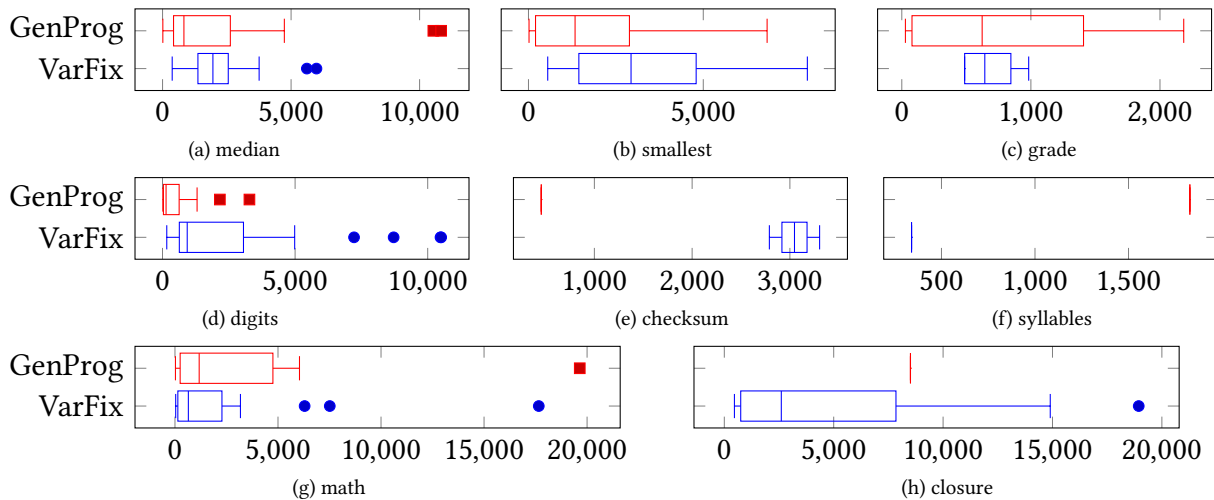 GenProg
VarFix
0 5,000 10,000
(a) median
0 5,000
(b) smallest
0 1,000 2,000
(c) grade
GenProg
VarFix
0 5,000 10,000
(d) digits
1,000 2,000 3,000
(e) checksum
500 1,000 1,500
(f) syllables
GenProg
VarFix
0 5,000 10,000 15,000 20,000
(g) math
0 5,000 10,000 15,000 20,000
(h) closure